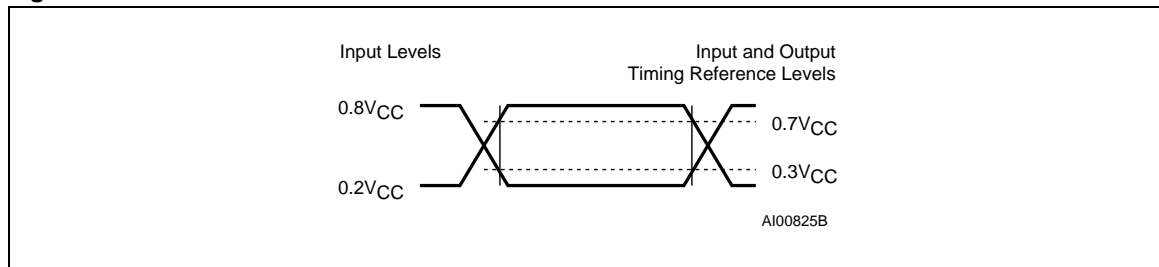 Input Levels
Input and Output
Timing Reference Levels
0.8VCC
0.7VCC
0.3VCC
0.2VCC
AI00825B